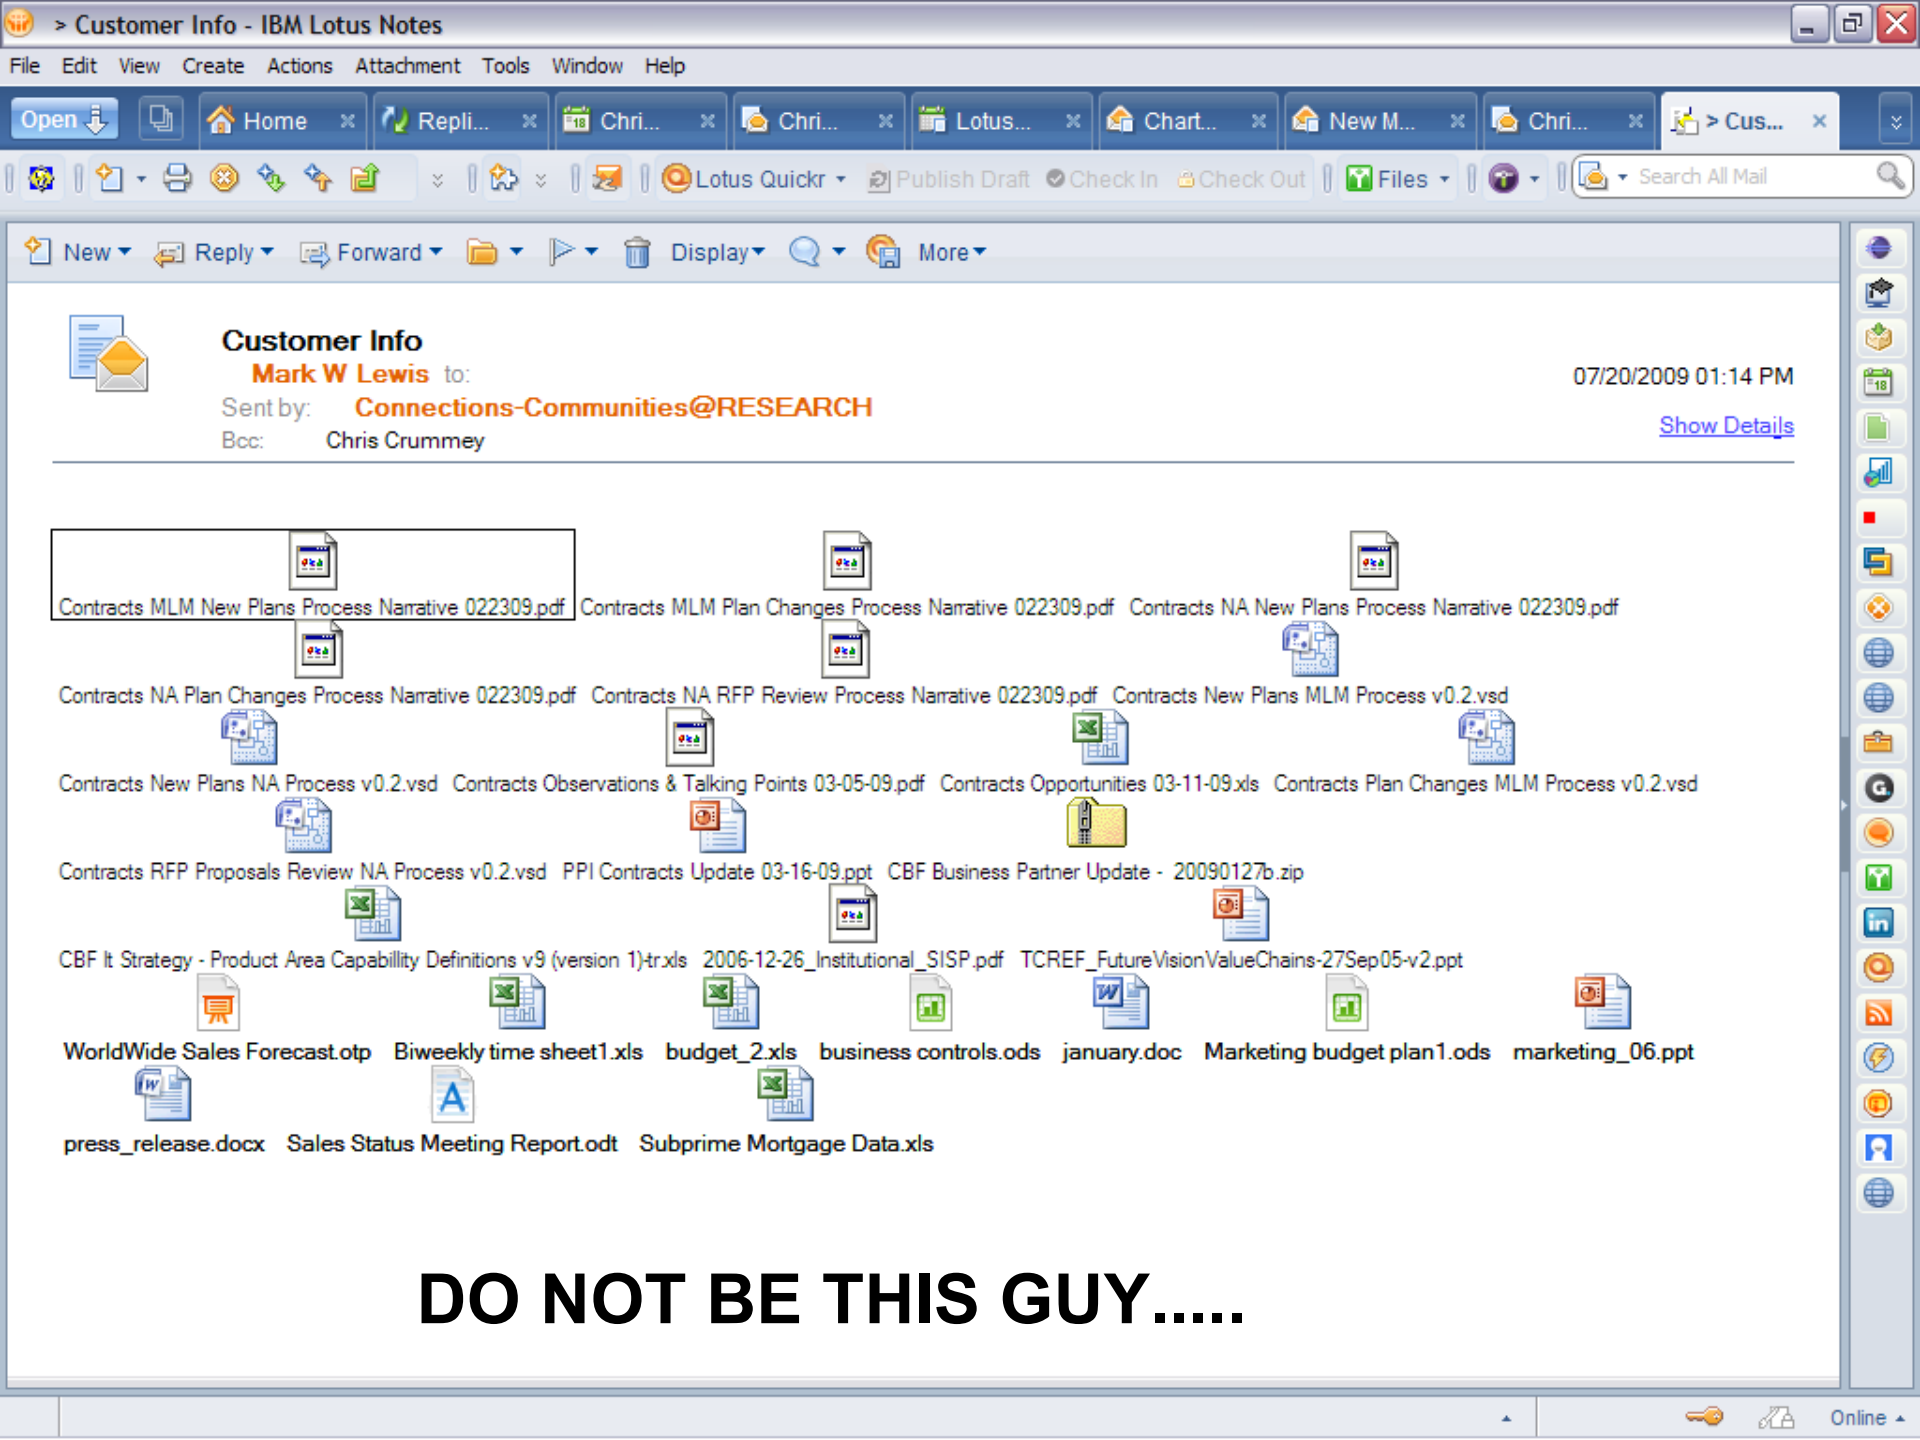 > Customer Info - IBM Lotus Notes
File Edit View Create Actions Attachment Tools Window Help
Open Home Repli... Chri... Chri... Lotus... Chart... New M... Chri... > Cus...
Lotus Quickr Publish Draft Check In Check Out Files Search All Mail
New Reply Forward Display More
Customer Info
Mark W Lewis to:
07/20/2009 01:14 PM
Sent by: Connections-Communities@RESEARCH
Show Details
Bcc: Chris Crummey
Contracts MLM New Plans Process Narrative 022309.pdf Contracts MLM Plan Changes Process Narrative 022309.pdf Contracts NA New Plans Process Narrative 022309.pdf
Contracts NA Plan Changes Process Narrative 022309.pdf Contracts NA RFP Review Process Narrative 022309.pdf Contracts New Plans MLM Process v0.2.vsd
Contracts New Plans NA Process v0.2.vsd Contracts Observations & Talking Points 03-05-09.pdf Contracts Opportunities 03-11-09.xls Contracts Plan Changes MLM Process v0.2.vsd
Contracts RFP Proposals Review NA Process v0.2.vsd PPI Contracts Update 03-16-09.ppt CBF Business Partner Update - 20090127b.zip
CBF It Strategy - Product Area Capabillity Definitions v9 (version 1)-tr.xls 2006-12-26_Institutional_SISP.pdf TCREF_FutureVisionValueChains-27Sep05-v2.ppt
WorldWide Sales Forecast.otp Biweekly time sheet1.xls budget_2.xls business controls.ods january.doc Marketing budget plan1.ods marketing_06.ppt
press_release.docx Sales Status Meeting Report.odt Subprime Mortgage Data.xls
DO NOT BE THIS GUY.....
Online